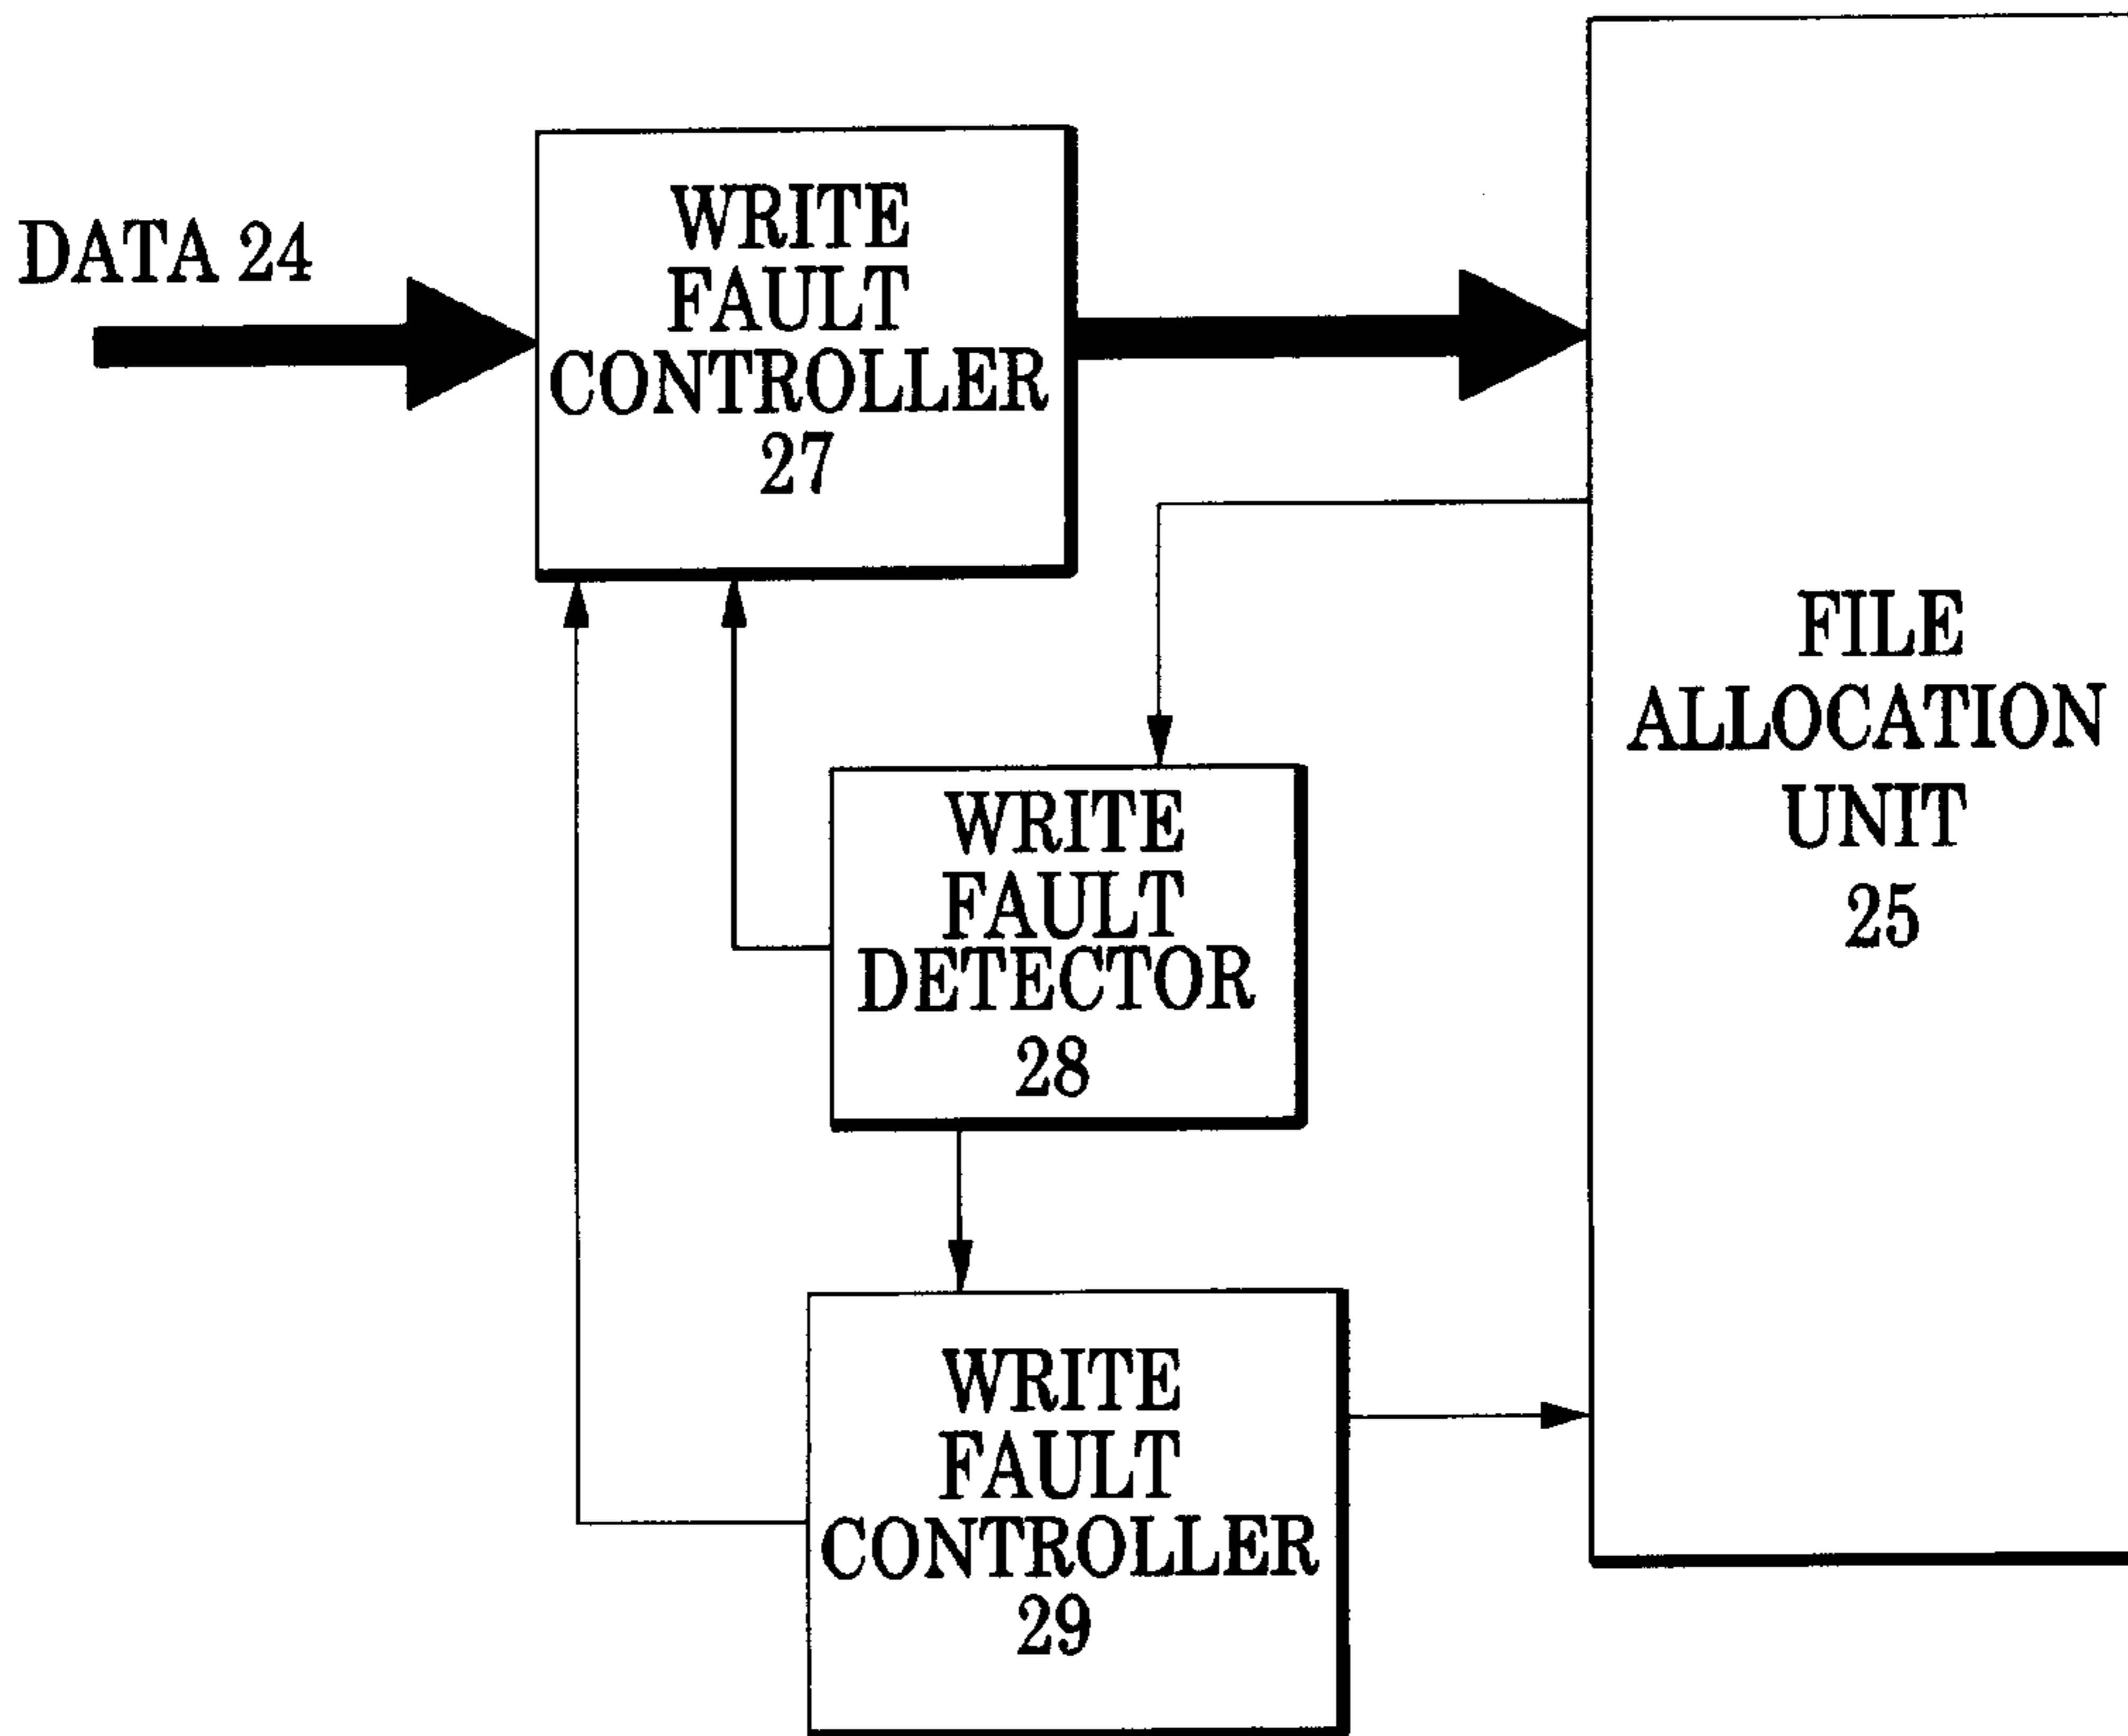 DATA 24
WRITE
FAULT
CONTROLLER
27
FILE
ALLOCATION
UNIT
25
WRITE
FAULT
DETECTOR
28
WRITE
FAULT
CONTROLLER
29